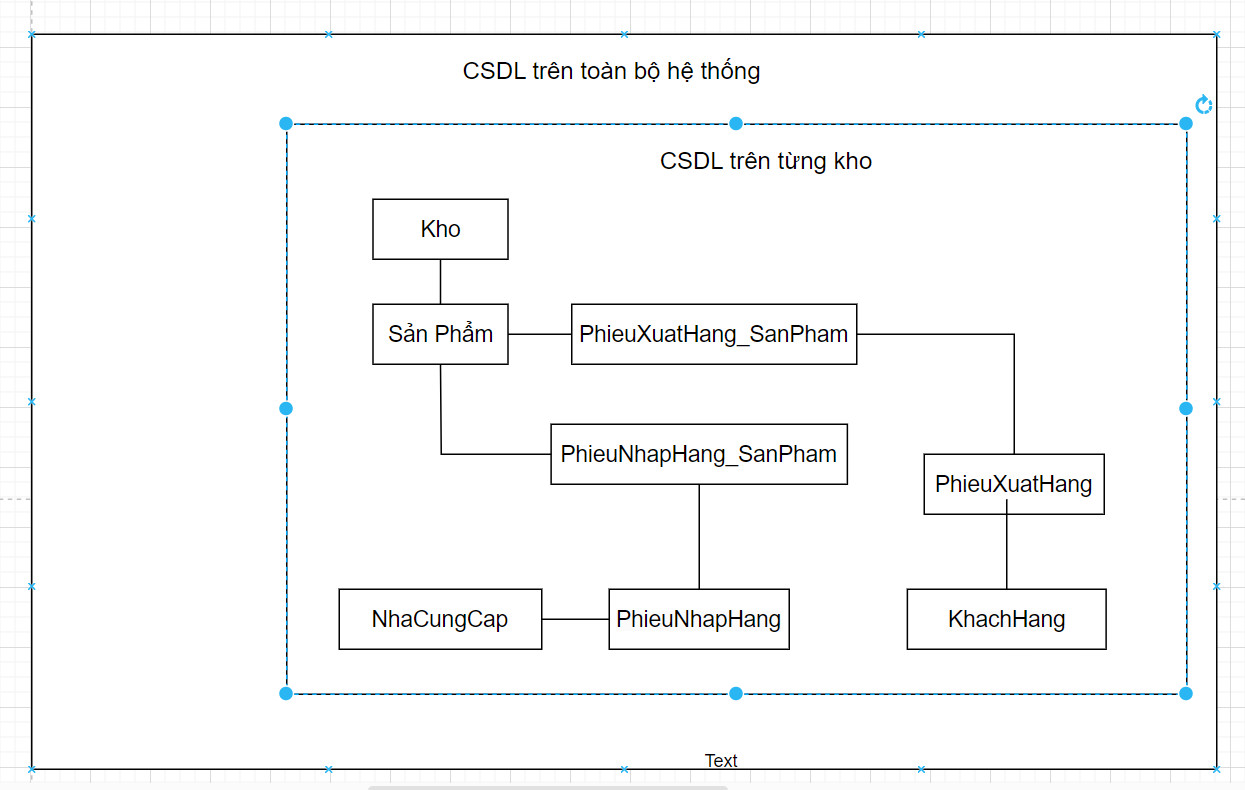 CSDL trên toàn bộ hệ thống
CSDL trên từng kho
Kho
Sản Phẩm
PhieuXuatHang_SanPham
PhieuNhapHang_SanPham
PhieuXuatHang
NhaCungCap
PhieuNhapHang
KhachHang
Text